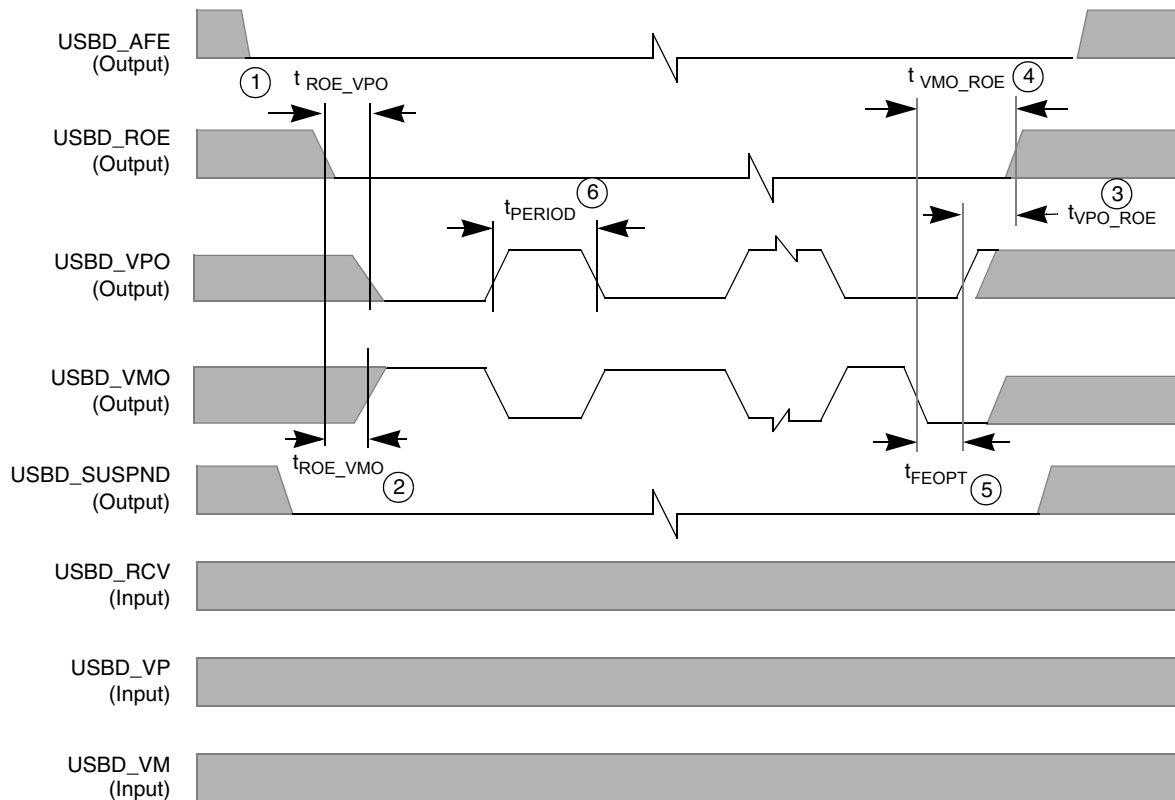 USBD_AFE
(Output)
1
t ROE_VPO
t VMO_ROE
4
USBD_ROE
(Output)
6
tPERIOD
3
tVPO_ROE
USBD_VPO
(Output)
USBD_VMO
(Output)
tROE_VMO
2
tFEOPT
5
USBD_SUSPND
(Output)
USBD_RCV
(Input)
USBD_VP
(Input)
USBD_VM
(Input)